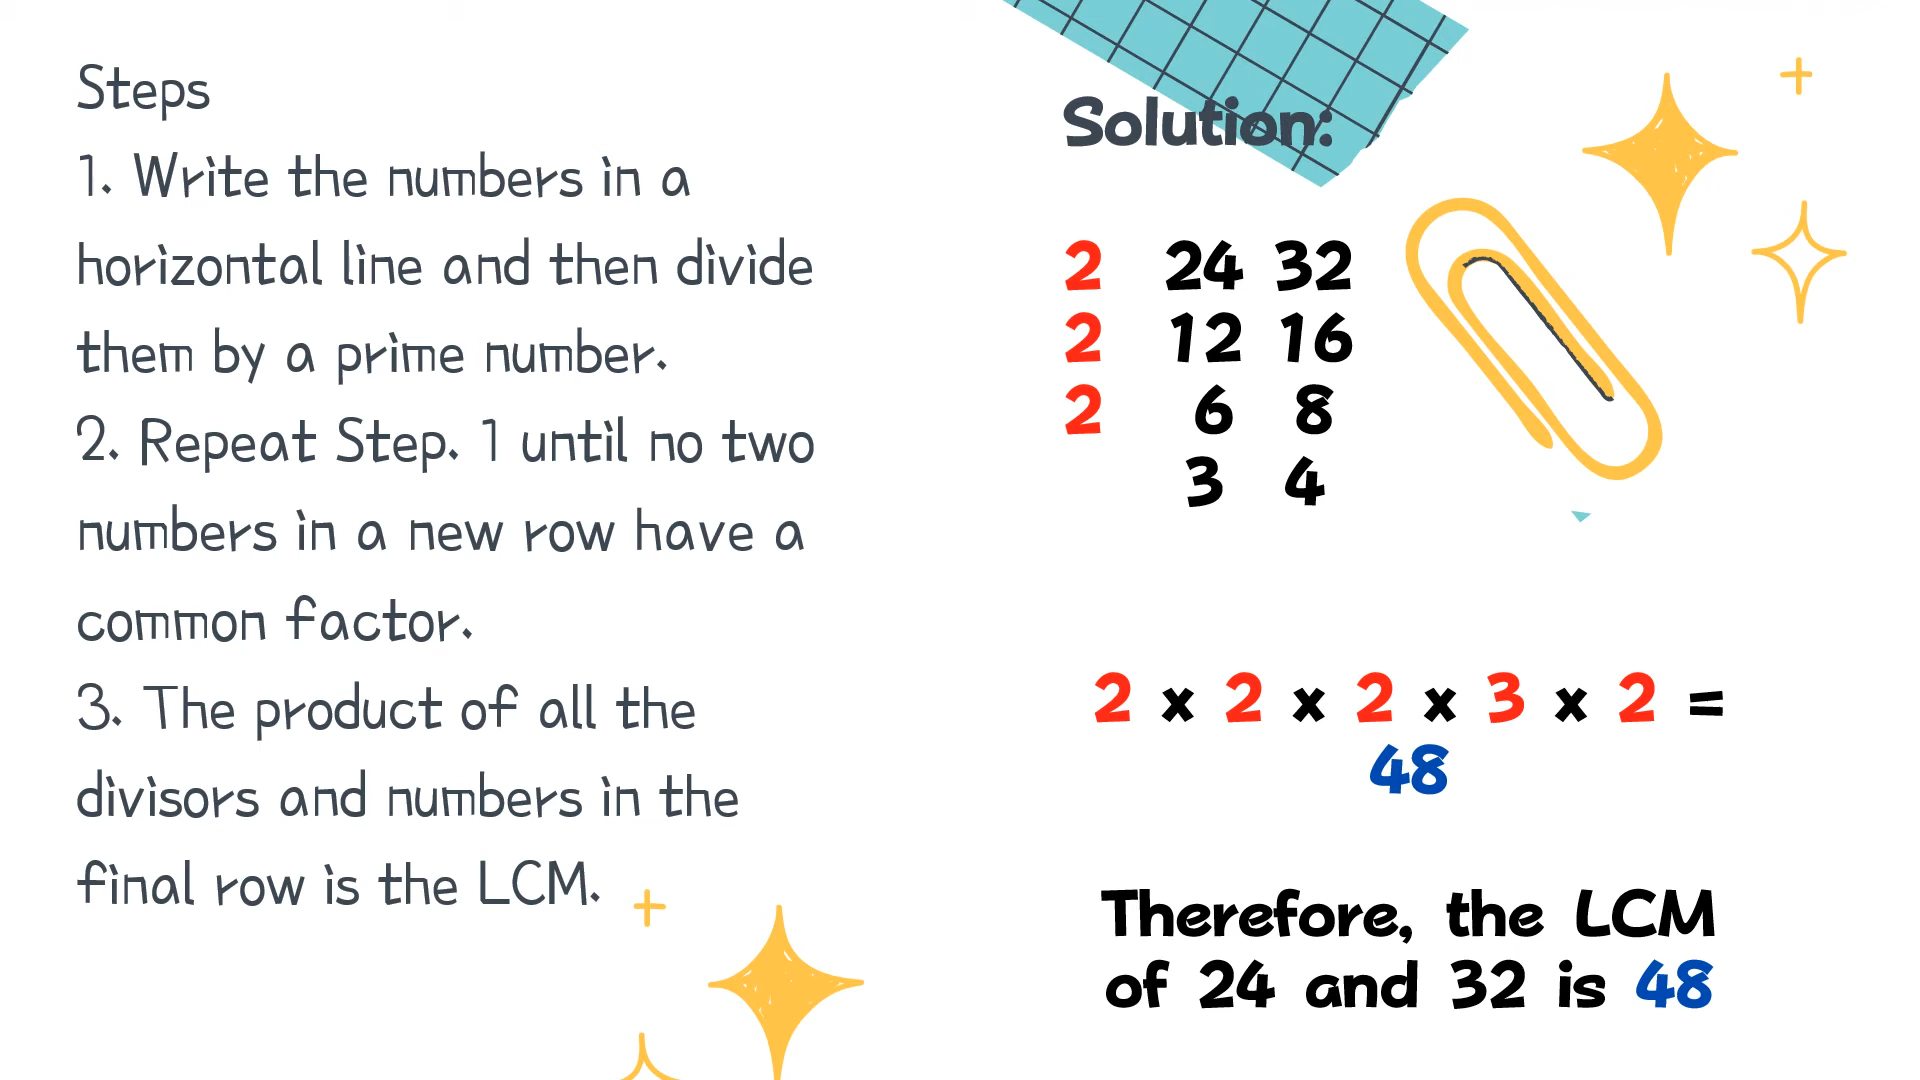 Steps
1. Write the numbers in a
horizontal line and then divide
them by a prime number.
2. Repeat Step. 1 until no two
numbers in a new row have a
common factor.
3. The product of all the
divisors and numbers in the
final row is the LCM.
Solution:
2 24 32
2 12 16
2 6 8
3 4
2 x 2 x 2 x 3 x 2 =
48
Therefore, the LCM
of 24 and 32 is 48